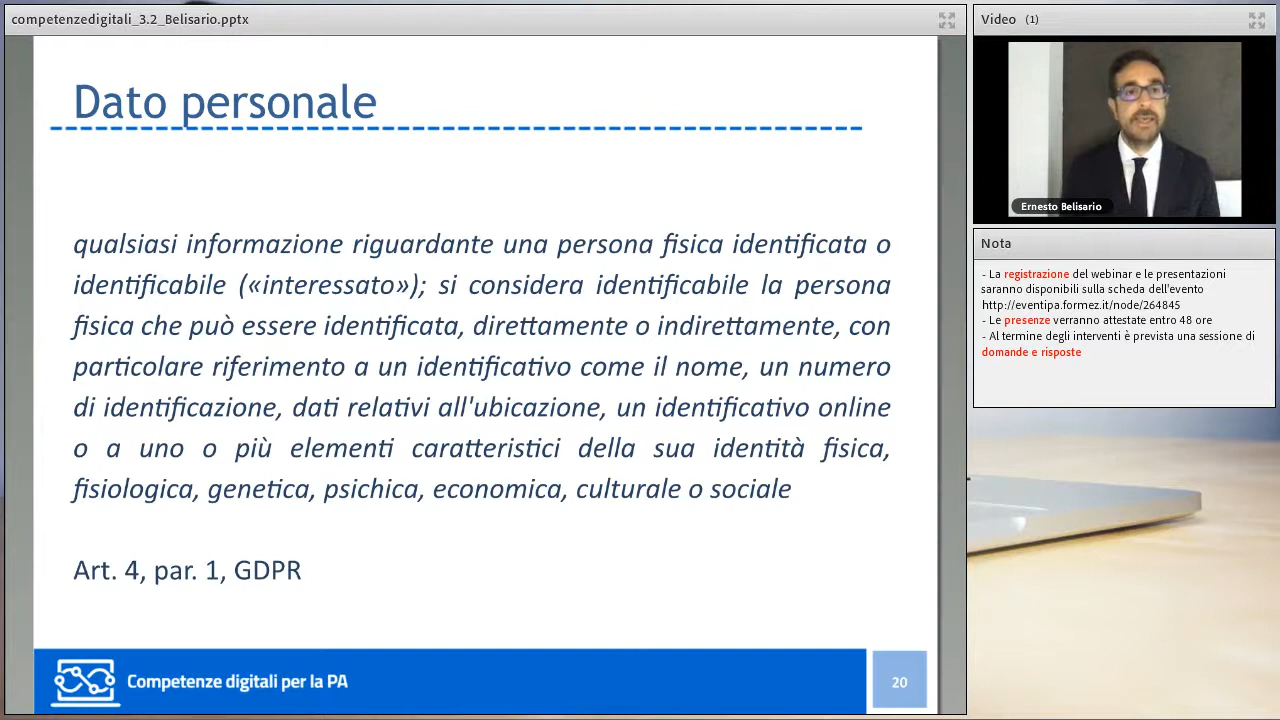 competenzedigitali_3.2_Belisario.pptx
Dato personale
qualsiasi informazione riguardante una persona fisica identificata o
identificabile («interessato»); si considera identificabile la persona
fisica che può essere identificata, direttamente o indirettamente, con
particolare riferimento a un identificativo come il nome, un numero
di identificazione, dati relativi all'ubicazione, un identificativo online
o a uno o più elementi caratteristici della sua identità fisica,
fisiologica, genetica, psichica, economica, culturale o sociale
Art. 4, par. 1, GDPR
Competenze digitali per la PA
20
Video (1)
Ernesto Belisario
Nota
- La registrazione del webinar e le presentazioni
saranno disponibili sulla scheda dell'evento
http://eventipa.formez.it/node/264845
- Le presenze verranno attestate entro 48 ore
- Al termine degli interventi è prevista una sessione di
domande e risposte